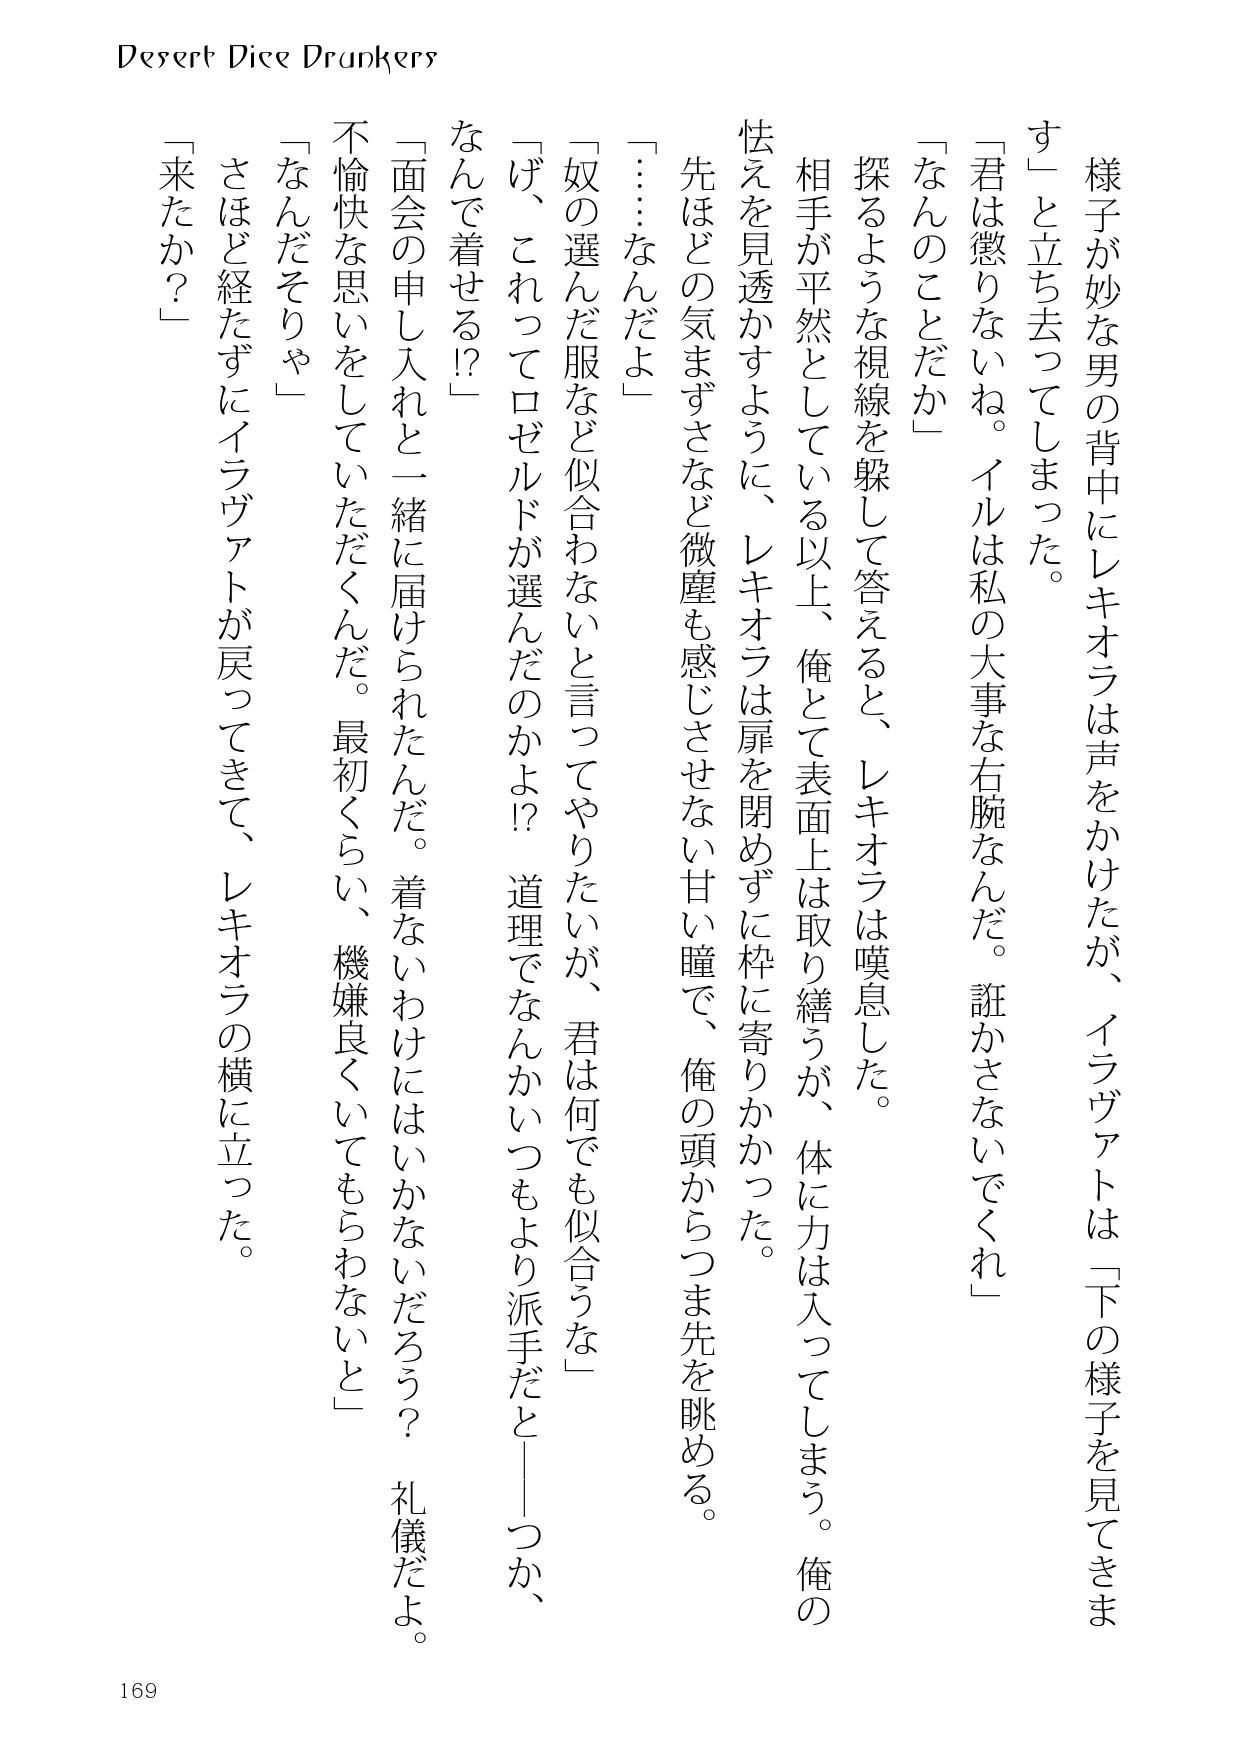 Desert Dice Drunkers
　様子が妙な男の背中にレキオラは声をかけたが、イラヴァトは「下の様子を見てきま
す」と立ち去ってしまった。
「君は懲りないね。イルは私の大事な右腕なんだ。誑かさないでくれ」
「なんのことだか」
　探るような視線を躱して答えると、レキオラは嘆息した。
　相手が平然としている以上、俺とて表面上は取り繕うが、体に力は入ってしまう。俺の
怯えを見透かすように、レキオラは扉を閉めずに枠に寄りかかった。
　先ほどの気まずさなど微塵も感じさせない甘い瞳で、俺の頭からつま先を眺める。
「……なんだよ」
「奴の選んだ服など似合わないと言ってやりたいが、君は何でも似合うな」
「げ、これってロゼルドが選んだのかよ!?　道理でなんかいつもより派手だと――つか、
なんで着せる!?」
「面会の申し入れと一緒に届けられたんだ。着ないわけにはいかないだろう？　礼儀だよ。
不愉快な思いをしていただくんだ。最初くらい、機嫌良くいてもらわないと」
「なんだそりゃ」
　さほど経たずにイラヴァトが戻ってきて、レキオラの横に立った。
「来たか？」
169